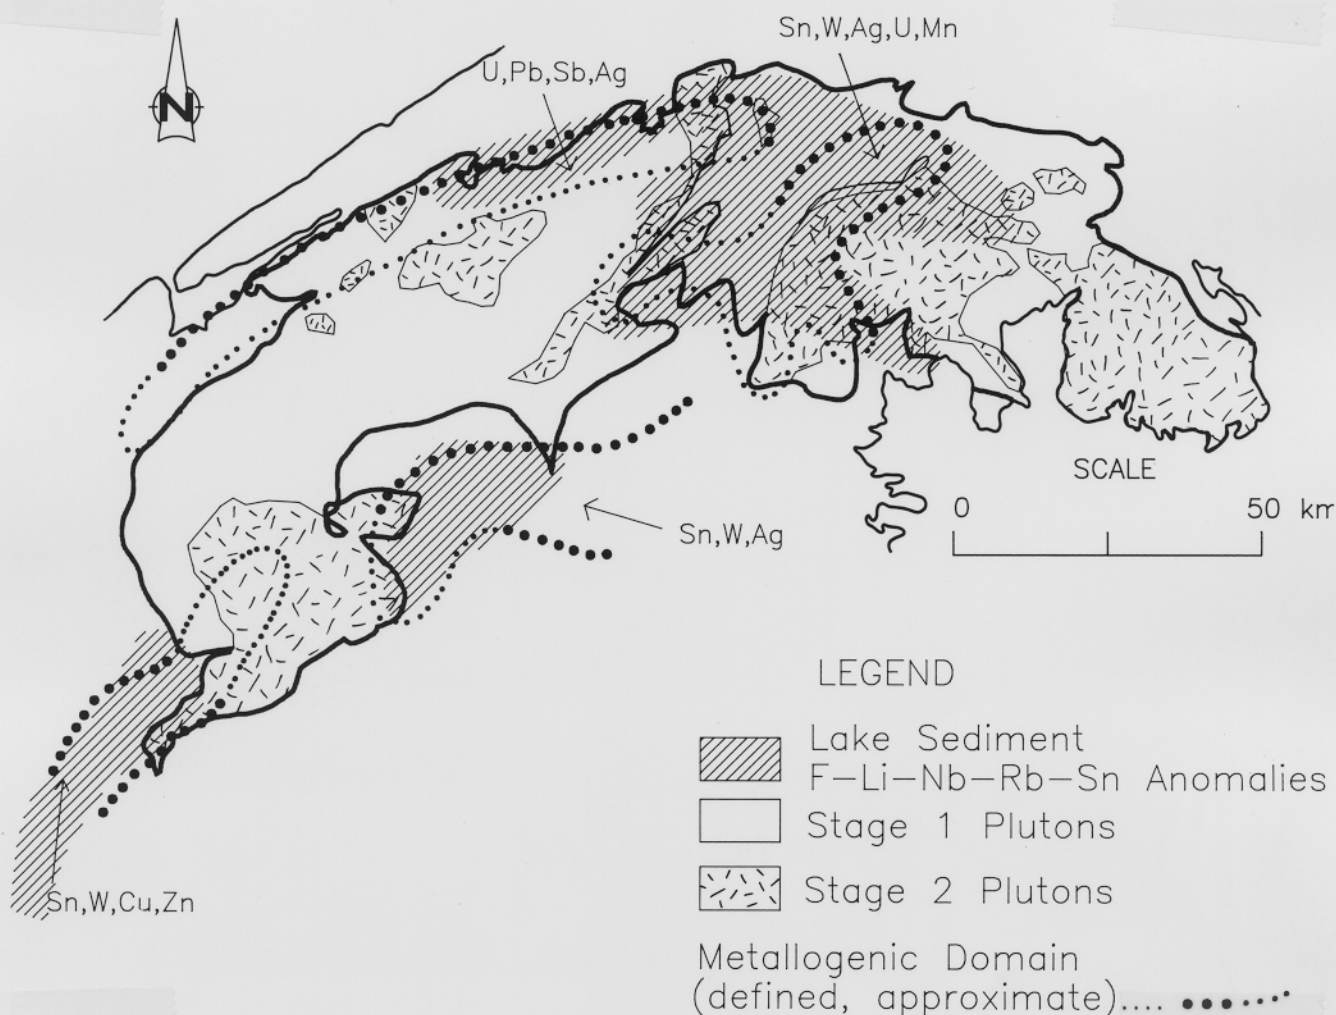 Sn,W,Ag,U,Mn
U,Pb,Sb,Ag
N
SCALE
0 50 km
Sn,W,Ag
LEGEND
Lake Sediment
F-Li-Nb-Rb-Sn Anomalies
Stage 1 Plutons
Sn,W,Cu,Zn
Stage 2 Plutons
Metallogenic Domain
(defined, approximate)....